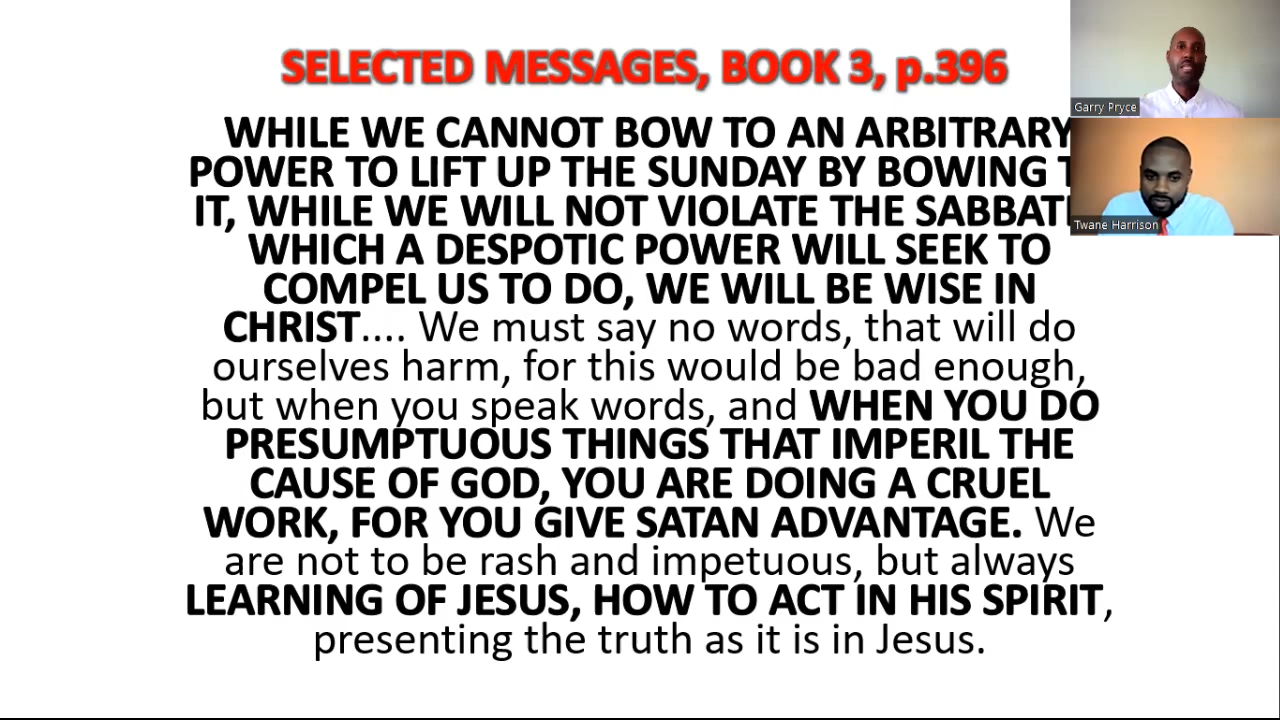 SELECTED MESSAGES, BOOK 3, p.396
WHILE WE CANNOT BOW TO AN ARBITRARY
POWER TO LIFT UP THE SUNDAY BY BOWING
IT, WHILE WE WILL NOT VIOLATE THE SABBATH
WHICH A DESPOTIC POWER WILL SEEK TO
COMPEL US TO DO, WE WILL BE WISE IN
CHRIST.... We must say no words, that will do
ourselves harm, for this would be bad enough,
but when you speak words, and WHEN YOU DO
PRESUMPTUOUS THINGS THAT IMPERIL THE
CAUSE OF GOD, YOU ARE DOING A CRUEL
WORK, FOR YOU GIVE SATAN ADVANTAGE. We
are not to be rash and impetuous, but always
LEARNING OF JESUS, HOW TO ACT IN HIS SPIRIT,
presenting the truth as it is in Jesus.
Garry Pryce
Twane Harrison